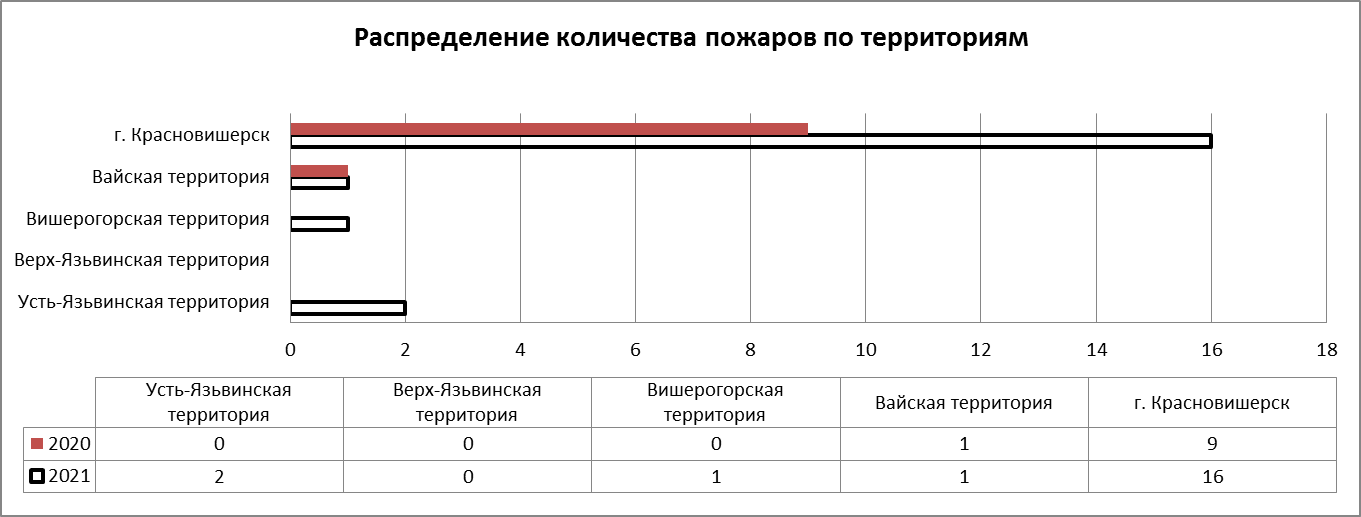 Распределение количества пожаров по территориям
г. Красновишерск
Вайская территория
Вишерогорская территория
Верх-Язьвинская территория
Усть-Язьвинская территория
0 2 4 6 8 10 12 14 16 18
Усть-Язьвинская территория Верх-Язьвинская территория Вишерогорская территория Вайская территория г. Красновишерск
2020 0 0 0 1 9
2021 2 0 1 1 16